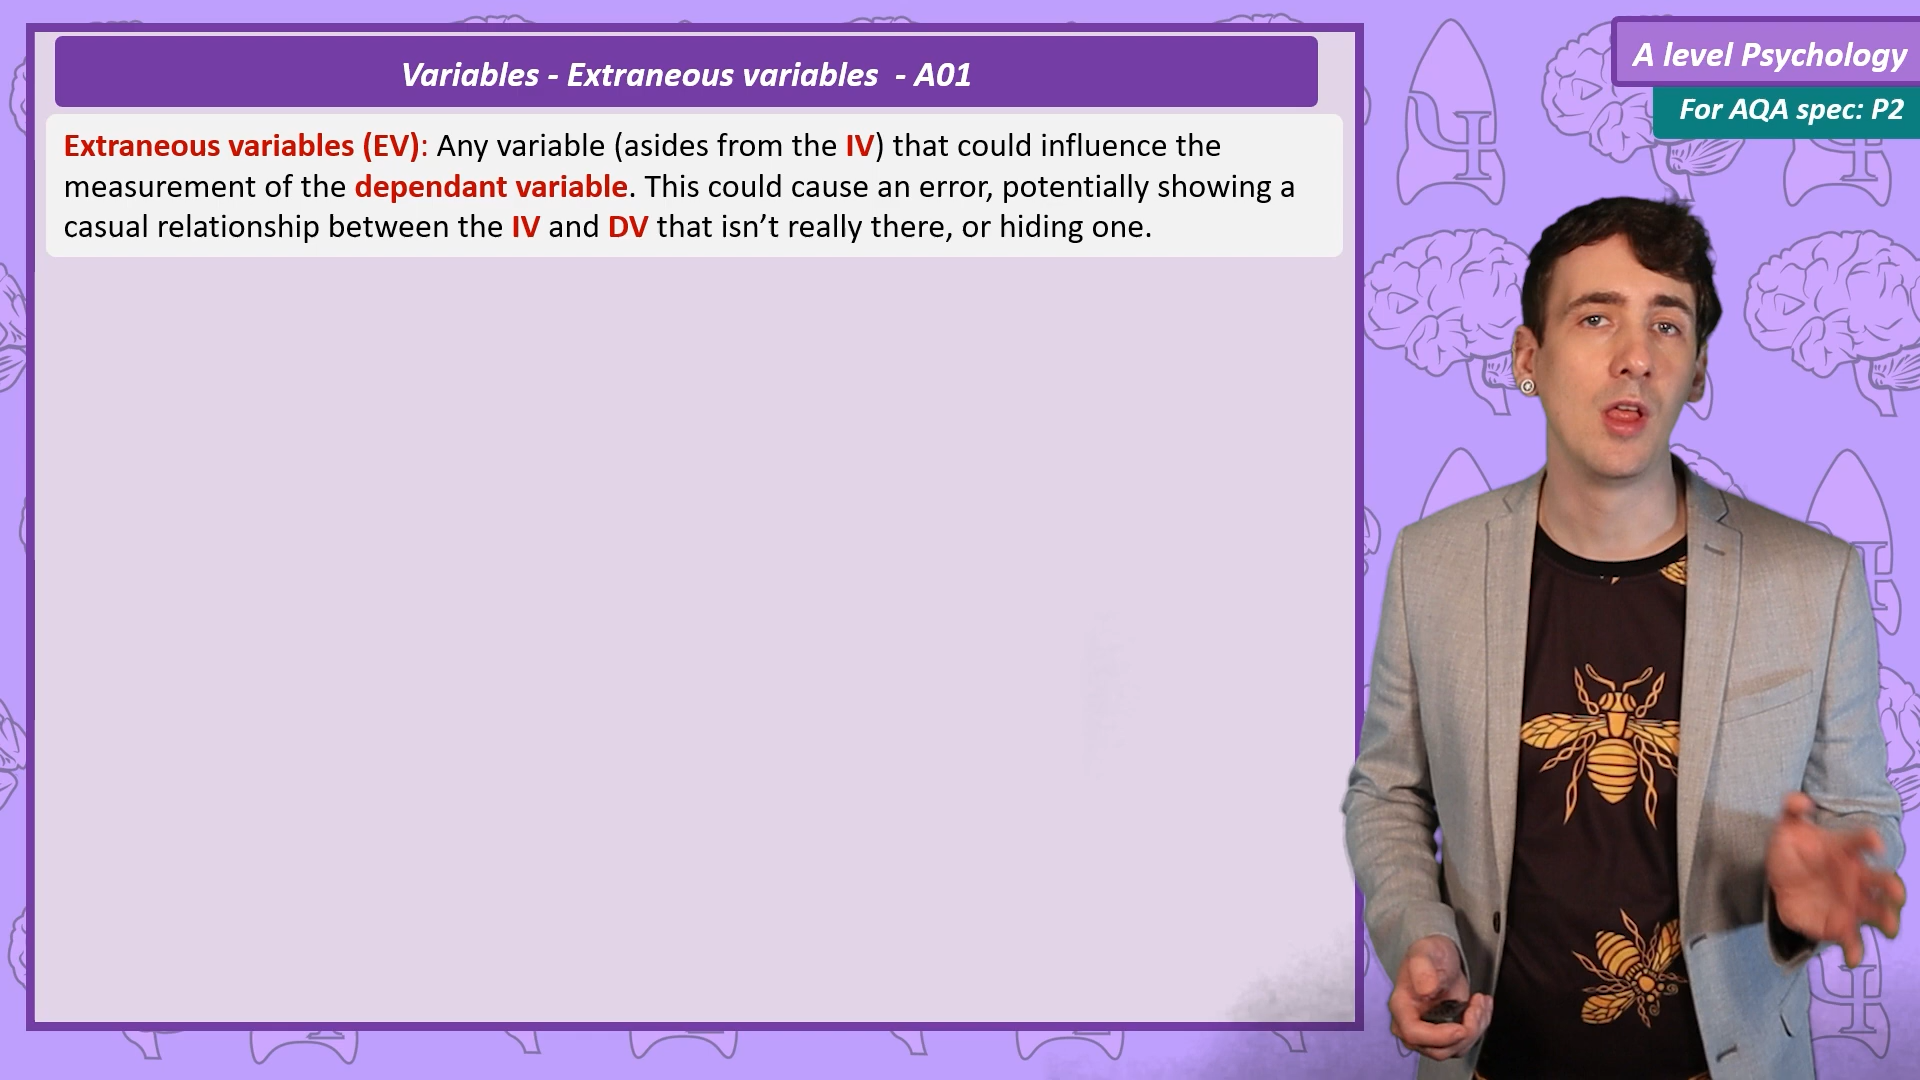 Variables - Extraneous variables - A01
A level Psychology
For AQA spec: P2
Extraneous variables (EV): Any variable (asides from the IV) that could influence the
measurement of the dependant variable. This could cause an error, potentially showing a
casual relationship between the IV and DV that isn’t really there, or hiding one.